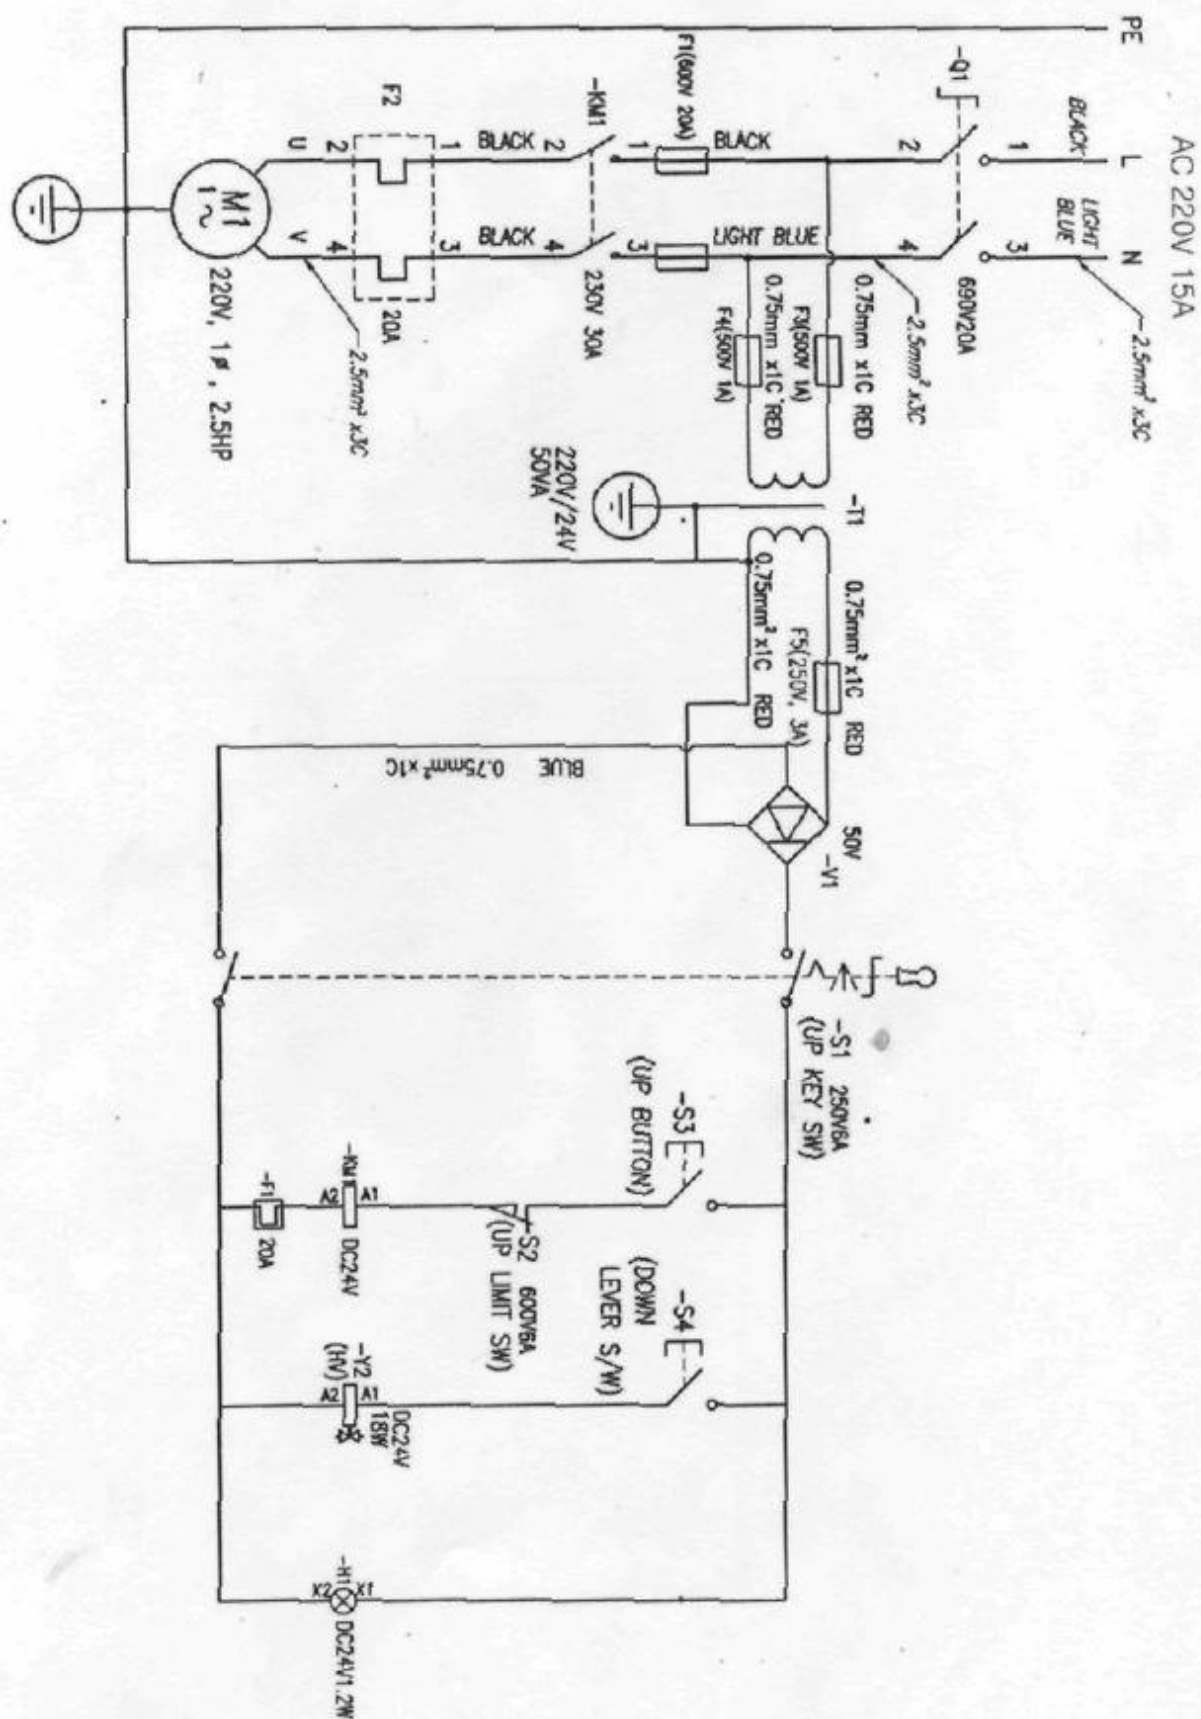 AC 220V 15A
PE
L
N
BLACK
LIGHT
BLUE
2.5mm² x3C
1
3
-Q1
690V20A
2
4
2.5mm² x3C
BLACK
LIGHT BLUE
F1(600V 20A)
0.75mm x1C RED
F3(500V 1A)
0.75mm x1C RED
F4(500V 1A)
1
3
-KM1
230V 30A
2
4
BLACK
BLACK
1
3
F2
20A
2
4
U
V
2.5mm² x3C
M1
1~
220V, 1ø, 2.5HP
-T1
220V/24V
50VA
0.75mm² x1C RED
F5(250V, 3A)
0.75mm² x1C RED
50V
-V1
BLUE 0.75mm² x1C
-S1 250V6A
(UP KEY SW)
-S3
(UP BUTTON)
-S2 600V6A
(UP LIMIT SW)
-KM1
A1
A2
DC24V
-F1
20A
-S4
(DOWN
LEVER S/W)
-Y2
(HV)
A1
A2
DC24V
18W
-H1
X1
X2
DC24V1.2W